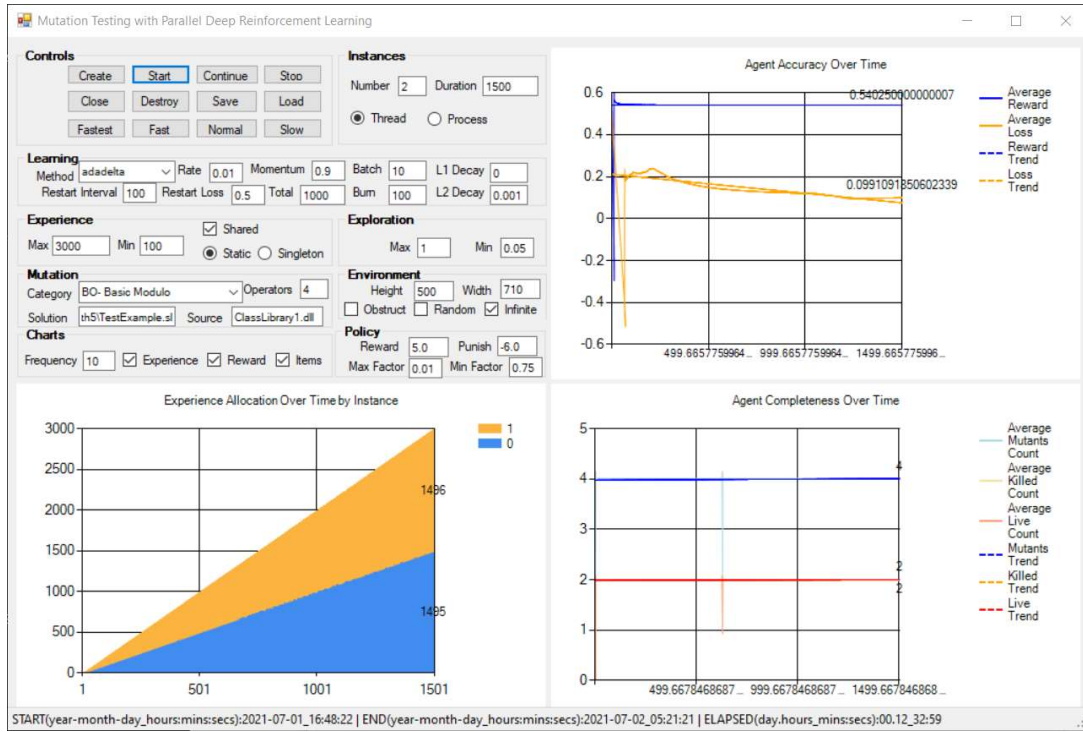 Mutation Testing with Parallel Deep Reinforcement Learning
Controls
Create Start Continue Stop
Close Destroy Save Load
Fastest Fast Normal Slow
Instances
Number 2 Duration 1500
Thread Process
Learning
Method adadelta Rate 0.01 Momentum 0.9 Batch 10 L1 Decay 0
Restart Interval 100 Restart Loss 0.5 Total 1000 Burn 100 L2 Decay 0.001
Experience
Shared
Max 3000 Min 100
Static Singleton
Exploration
Max 1 Min 0.05
Mutation
Category BO- Basic Modulo Operators 4
Solution th5\TestExample.sl Source ClassLibrary1.dll
Environment
Height 500 Width 710
Obstruct Random Infinite
Charts
Frequency 10 Experience Reward Items
Policy
Reward 5.0 Punish -6.0
Max Factor 0.01 Min Factor 0.75
Agent Accuracy Over Time
0.6
0.4
0.2
0
-0.2
-0.4
-0.6
0.540250000000007
0.0991091850602339
499.6657759964... 999.6657759964... 1499.665775996...
Average
Reward
Average
Loss
Reward
Trend
Loss
Trend
Experience Allocation Over Time by Instance
3000
2500
2000
1500
1000
500
0
1496
1495
1 501 1001 1501
1
0
Agent Completeness Over Time
5
4
3
2
1
0
4
2
2
499.6678468687... 999.6678468687... 1499.667846868...
Average
Mutants
Count
Average
Killed
Count
Average
Live
Count
Mutants
Trend
Killed
Trend
Live
Trend
START(year-month-day_hours:mins:secs):2021-07-01_16:48:22 | END(year-month-day_hours:mins:secs):2021-07-02_05:21:21 | ELAPSED(day.hours_mins:secs):00.12_32:59